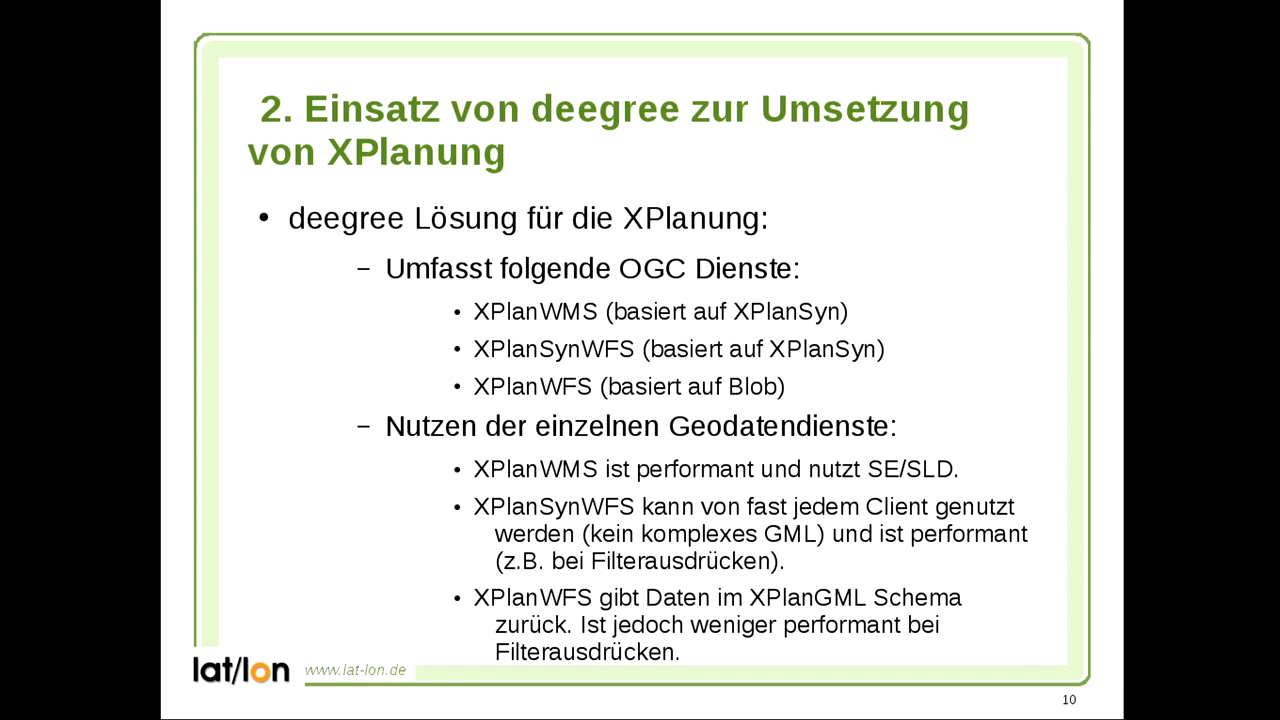 2. Einsatz von deegree zur Umsetzung
von XPlanung
• deegree Lösung für die XPlanung:
– Umfasst folgende OGC Dienste:
• XPlanWMS (basiert auf XPlanSyn)
• XPlanSynWFS (basiert auf XPlanSyn)
• XPlanWFS (basiert auf Blob)
– Nutzen der einzelnen Geodatendienste:
• XPlanWMS ist performant und nutzt SE/SLD.
• XPlanSynWFS kann von fast jedem Client genutzt
werden (kein komplexes GML) und ist performant
(z.B. bei Filterausdrücken).
• XPlanWFS gibt Daten im XPlanGML Schema
zurück. Ist jedoch weniger performant bei
Filterausdrücken.
lat/lon www.lat-lon.de
10